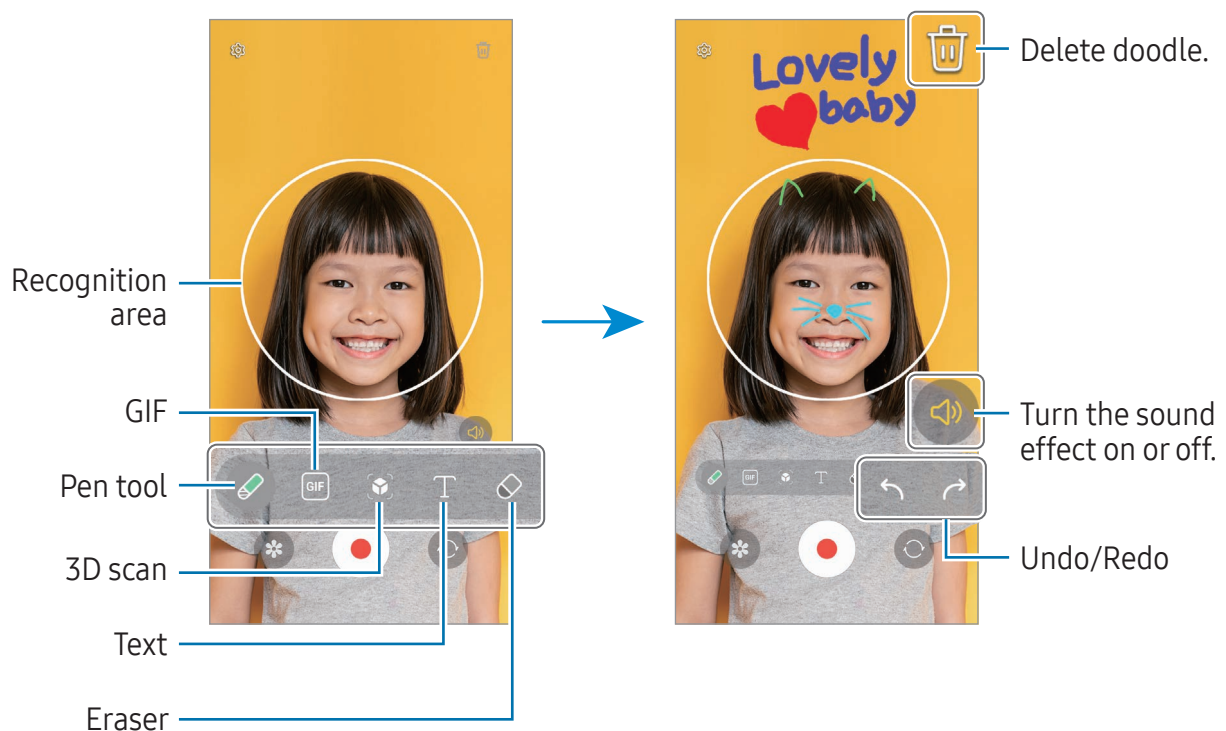 Recognition
area
GIF
Pen tool
3D scan
Text
Eraser
GIF
T
Lovely
baby
GIF
T
Delete doodle.
Turn the sound
effect on or off.
Undo/Redo